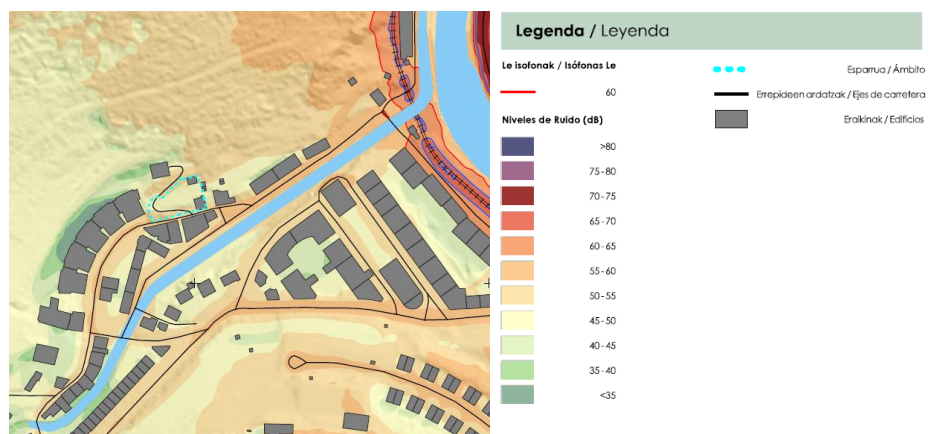 Legenda / Leyenda
Le isofonak / Isófonas Le
60
Niveles de Ruido (dB)
>80
75-80
70-75
65-70
60-65
55-60
50-55
45-50
40-45
35-40
<35
Esparrua / Ámbito
Errepideen ardatzak / Ejes de carretera
Eraikinak / Edificios